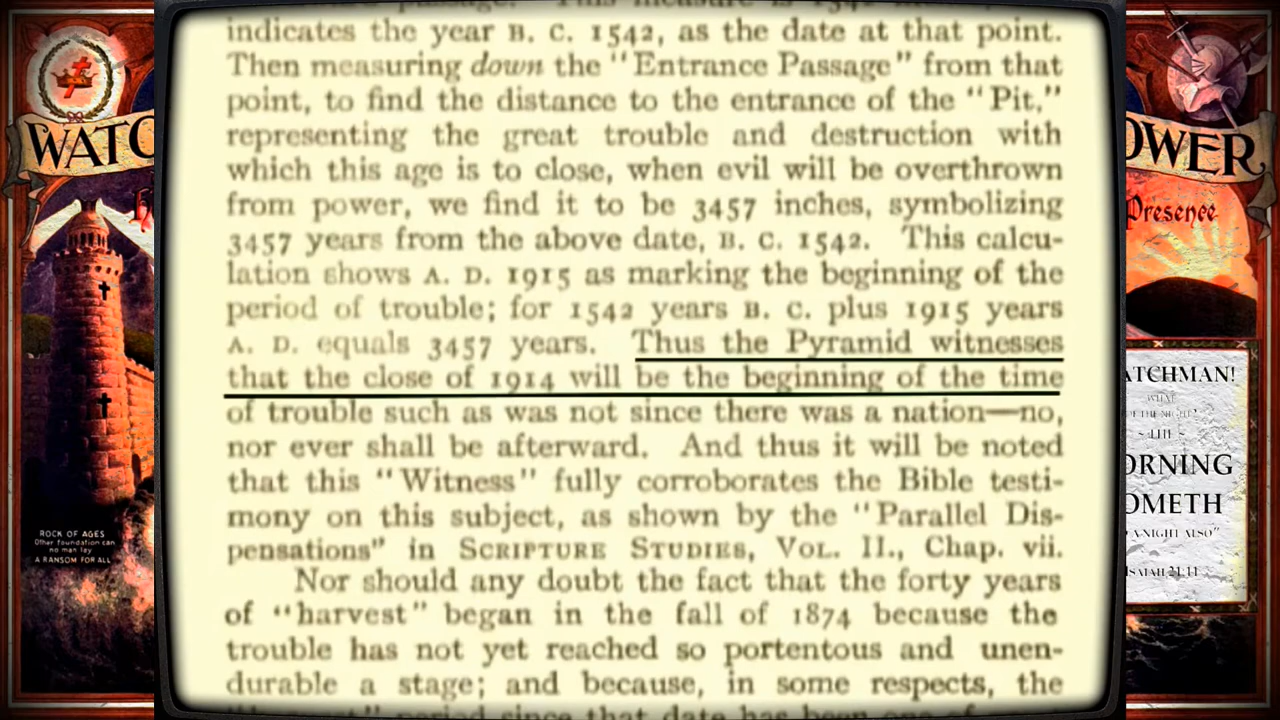 indicates the year B. C. 1542, as the date at that point.
Then measuring down the "Entrance Passage" from that
point, to find the distance to the entrance of the "Pit,"
representing the great trouble and destruction with
which this age is to close, when evil will be overthrown
from power, we find it to be 3457 inches, symbolizing
3457 years from the above date, B. C. 1542. This calcu-
lation shows A. D. 1915 as marking the beginning of the
period of trouble; for 1542 years B. C. plus 1915 years
A. D. equals 3457 years. Thus the Pyramid witnesses
that the close of 1914 will be the beginning of the time
of trouble such as was not since there was a nation—no,
nor ever shall be afterward. And thus it will be noted
that this "Witness" fully corroborates the Bible testi-
mony on this subject, as shown by the "Parallel Dis-
pensations" in SCRIPTURE STUDIES, VOL. II., Chap. vii.
Nor should any doubt the fact that the forty years
of "harvest" began in the fall of 1874 because the
trouble has not yet reached so portentous and unen-
durable a stage; and because, in some respects, the
WATC
ROCK OF AGES
Other foundation can
no man lay
A RANSOM FOR ALL
OWER
Presence
ATCHMAN!
ORNING
OMETH
ISAIAH 21:11